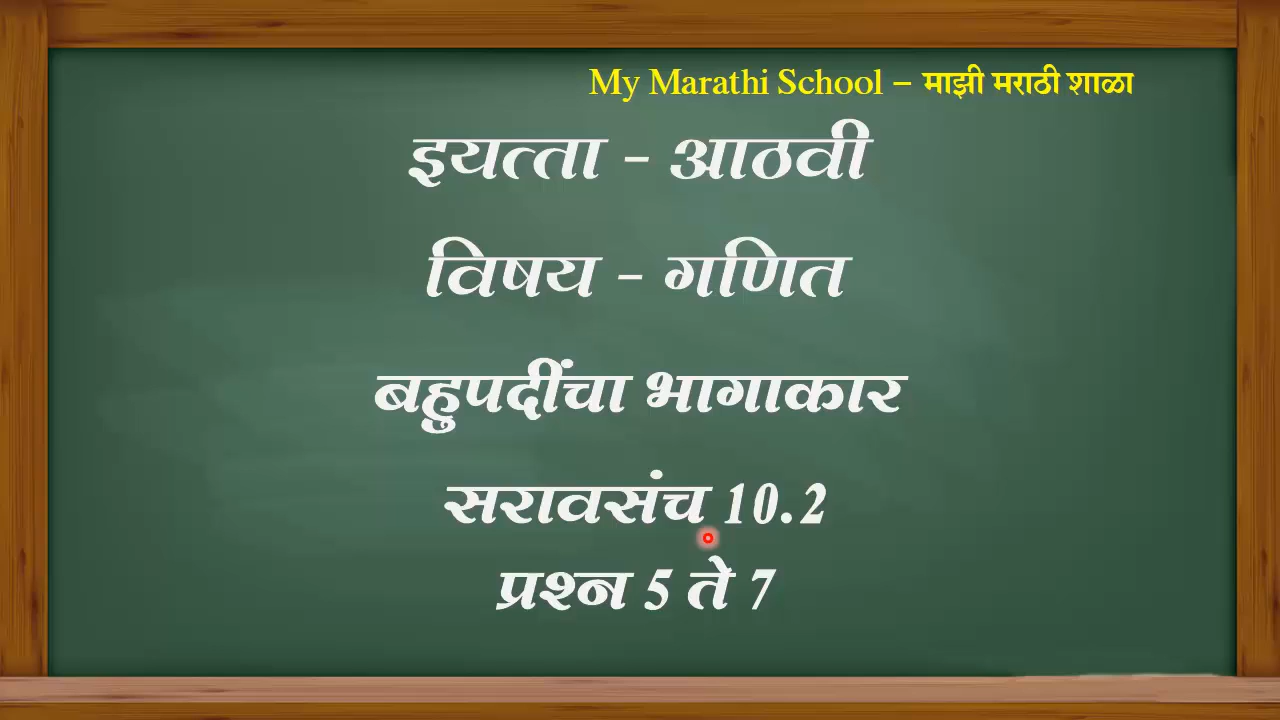 My Marathi School – माझी मराठी शाळा
इयत्ता - आठवी
विषय - गणित
बहुपदींचा भागाकार
सरावसंच 10.2
प्रश्न 5 ते 7